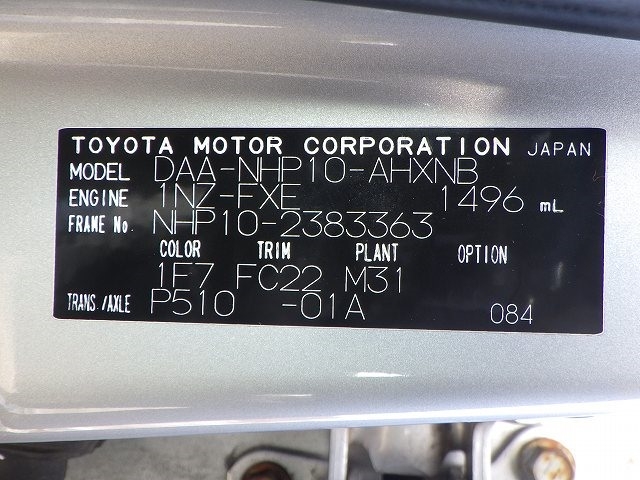 TOYOTA MOTOR CORPORATION JAPAN
MODEL DAA-NHP10-AHXNB
ENGINE 1NZ-FXE 1496 mL
FRAME No. NHP10-2383363
COLOR TRIM PLANT OPTION
1F7 FC22 M31
TRANS./AXLE P510 -01A 084